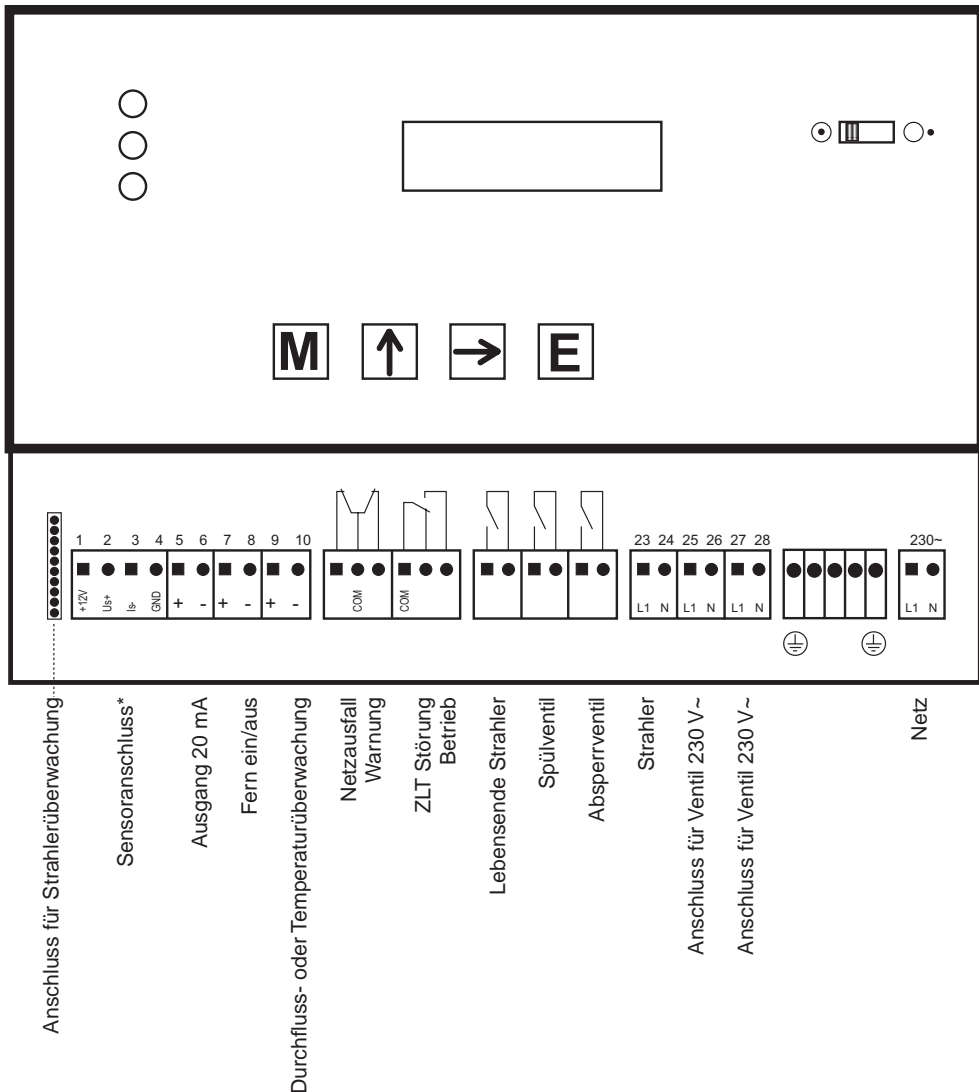 M E
1 2 3 4 5 6 7 8 9 10 23 24 25 26 27 28 230~
+12V Us+ Is- GND + - + - + - COM COM L1 N L1 N L1 N L1 N
Anschluss für Strahlerüberwachung
Sensoranschluss*
Ausgang 20 mA
Fern ein/aus
Durchfluss- oder Temperaturüberwachung
Netzausfall
Warnung
ZLT Störung
Betrieb
Lebensende Strahler
Spülventil
Absperrventil
Strahler
Anschluss für Ventil 230 V~
Anschluss für Ventil 230 V~
Netz